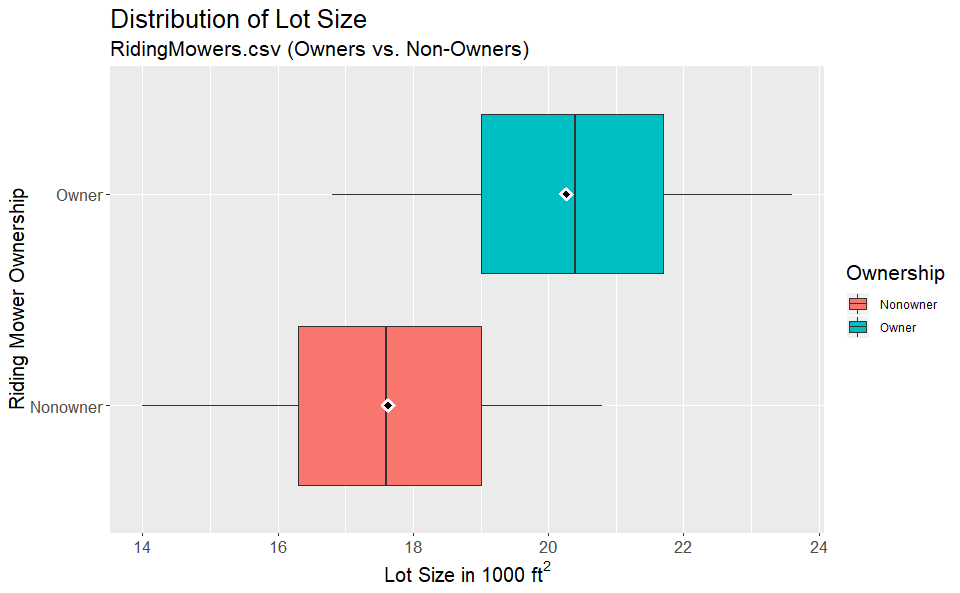 Distribution of Lot Size
RidingMowers.csv (Owners vs. Non-Owners)
Riding Mower Ownership
Owner
Nonowner
14 16 18 20 22 24
Lot Size in 1000 ft²
Ownership
Nonowner
Owner